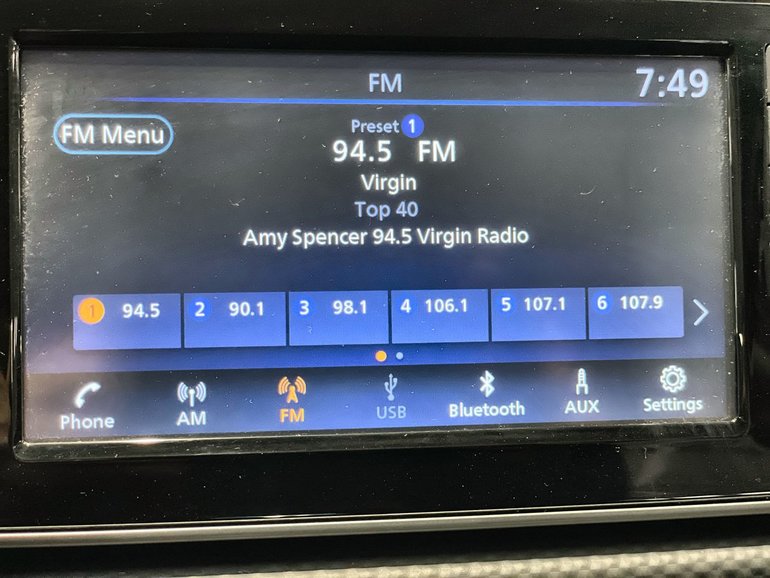 FM
7:49
FM Menu
Preset 1
94.5 FM
Virgin
Top 40
Amy Spencer 94.5 Virgin Radio
1 94.5
2 90.1
3 98.1
4 106.1
5 107.1
6 107.9
Phone
AM
FM
USB
Bluetooth
AUX
Settings